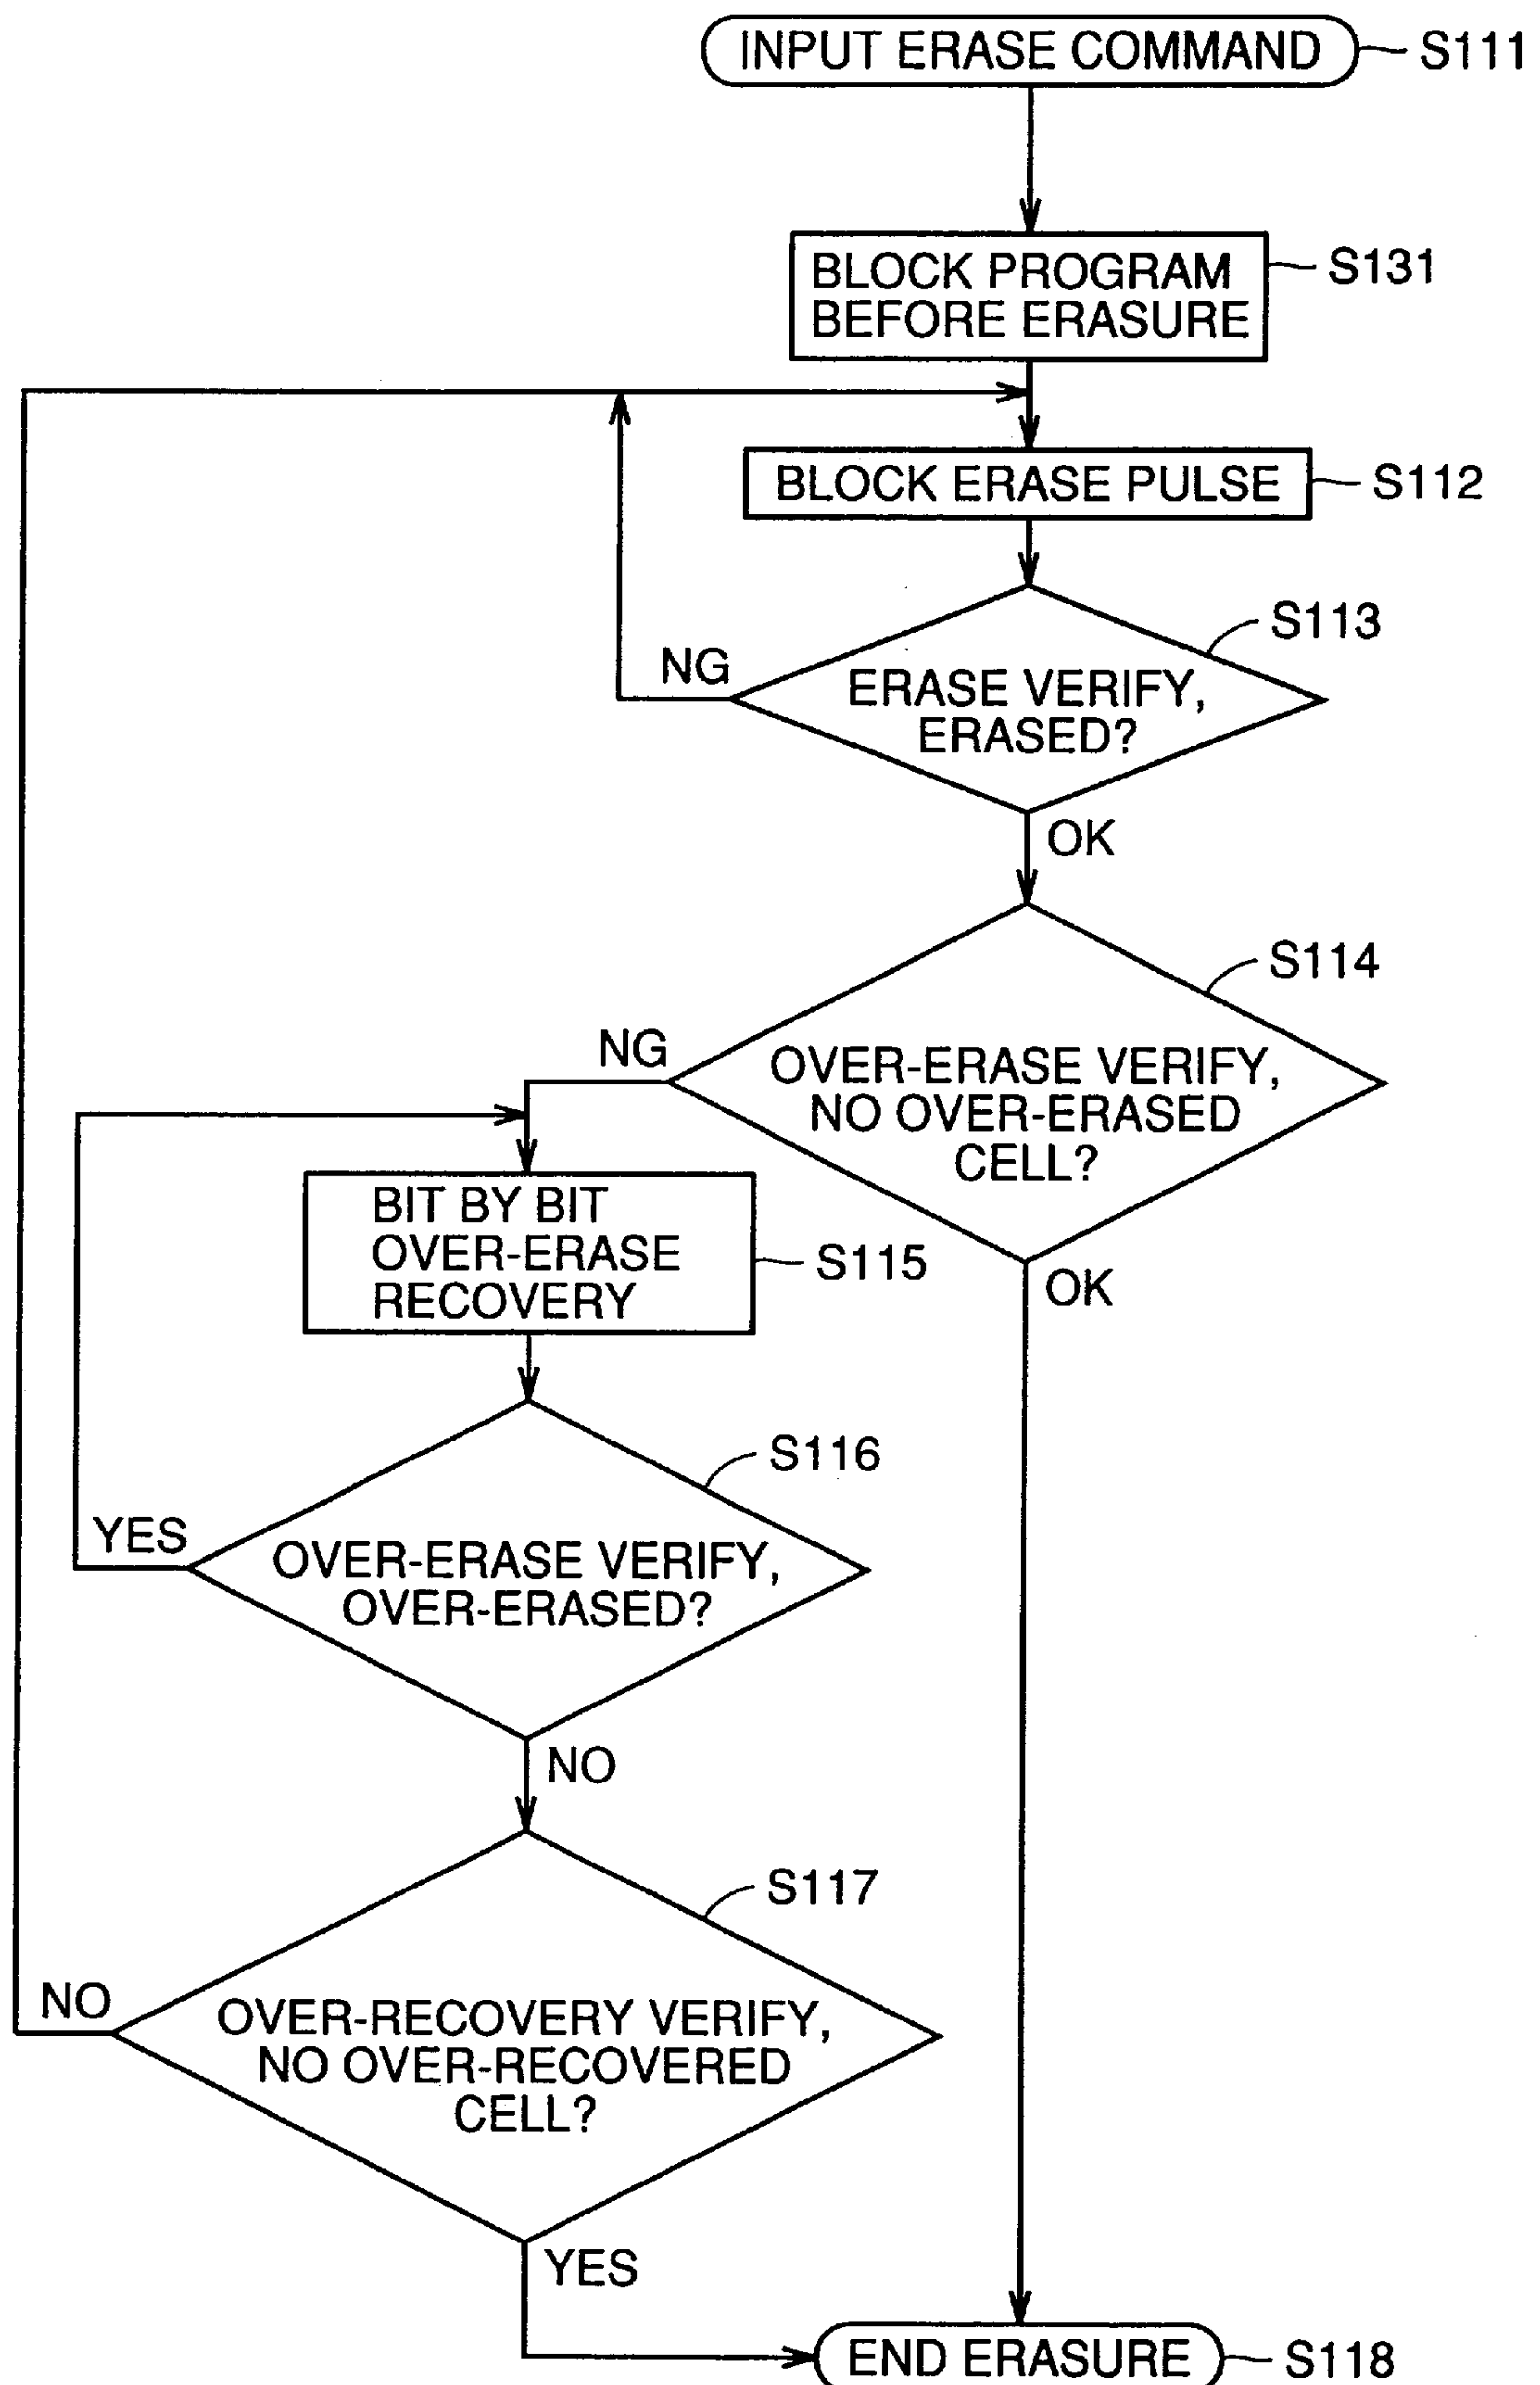 INPUT ERASE COMMAND
S111
BLOCK PROGRAM
BEFORE ERASURE
S131
BLOCK ERASE PULSE
S112
S113
NG
ERASE VERIFY,
ERASED?
OK
S114
NG
OVER-ERASE VERIFY,
NO OVER-ERASED
CELL?
OK
BIT BY BIT
OVER-ERASE
RECOVERY
S115
S116
YES
OVER-ERASE VERIFY,
OVER-ERASED?
NO
S117
NO
OVER-RECOVERY VERIFY,
NO OVER-RECOVERED
CELL?
YES
END ERASURE
S118